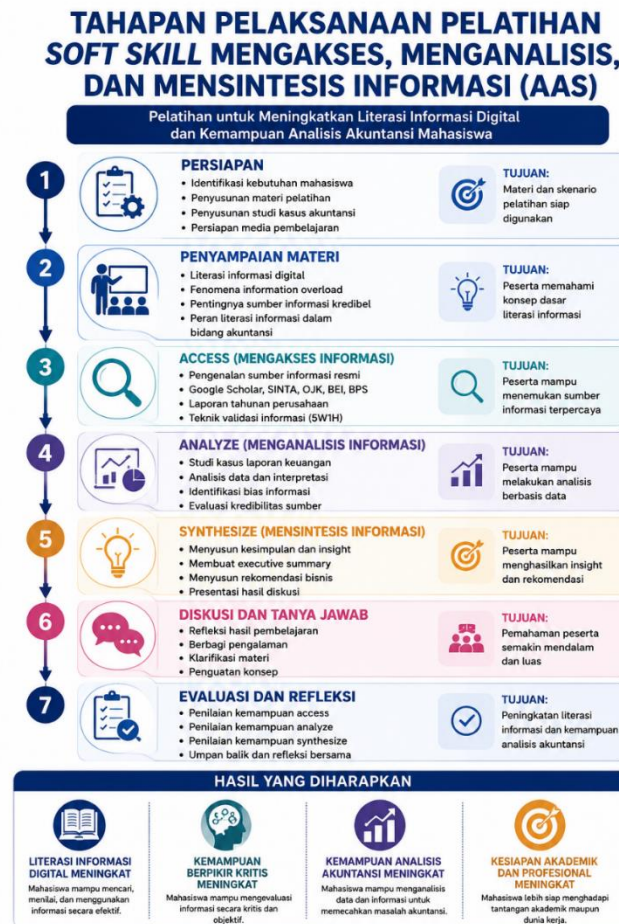 TAHAPAN PELAKSANAAN PELATIHAN
SOFT SKILL MENGAKSES, MENGANALISIS,
DAN MENSINTESIS INFORMASI (AAS)
Pelatihan untuk Meningkatkan Literasi Informasi Digital
dan Kemampuan Analisis Akuntansi Mahasiswa
1
PERSIAPAN
• Identifikasi kebutuhan mahasiswa
• Penyusunan materi pelatihan
• Penyusunan studi kasus akuntansi
• Persiapan media pembelajaran
TUJUAN:
Materi dan skenario
pelatihan siap
digunakan
2
PENYAMPAIAN MATERI
• Literasi informasi digital
• Fenomena information overload
• Pentingnya sumber informasi kredibel
• Peran literasi informasi dalam
bidang akuntansi
TUJUAN:
Peserta memahami
konsep dasar
literasi informasi
3
ACCESS (MENGAKSES INFORMASI)
• Pengenalan sumber informasi resmi
• Google Scholar, SINTA, OJK, BEI, BPS
• Laporan tahunan perusahaan
• Teknik validasi informasi (5W1H)
TUJUAN:
Peserta mampu
menemukan sumber
informasi terpercaya
4
ANALYZE (MENGANALISIS INFORMASI)
• Studi kasus laporan keuangan
• Analisis data dan interpretasi
• Identifikasi bias informasi
• Evaluasi kredibilitas sumber
TUJUAN:
Peserta mampu
melakukan analisis
berbasis data
5
SYNTHESIZE (MENSINTESIS INFORMASI)
• Menyusun kesimpulan dan insight
• Membuat executive summary
• Menyusun rekomendasi bisnis
• Presentasi hasil diskusi
TUJUAN:
Peserta mampu
menghasilkan insight
dan rekomendasi
6
DISKUSI DAN TANYA JAWAB
• Refleksi hasil pembelajaran
• Berbagi pengalaman
• Klarifikasi materi
• Penguatan konsep
TUJUAN:
Pemahaman peserta
semakin mendalam
dan luas
7
EVALUASI DAN REFLEKSI
• Penilaian kemampuan access
• Penilaian kemampuan analyze
• Penilaian kemampuan synthesize
• Umpan balik dan refleksi bersama
TUJUAN:
Peningkatan literasi
informasi dan kemampuan
analisis akuntansi
HASIL YANG DIHARAPKAN
LITERASI INFORMASI
DIGITAL MENINGKAT
Mahasiswa mampu mencari,
menilai, dan menggunakan
informasi secara efektif.
KEMAMPUAN
BERPIKIR KRITIS
MENINGKAT
Mahasiswa mampu mengevaluasi
informasi secara kritis dan
objektif.
KEMAMPUAN ANALISIS
AKUNTANSI MENINGKAT
Mahasiswa mampu menganalisis
data dan informasi untuk
memecahkan masalah akuntansi.
KESIAPAN AKADEMIK
DAN PROFESIONAL
MENINGKAT
Mahasiswa lebih siap menghadapi
tantangan akademik maupun
dunia kerja.